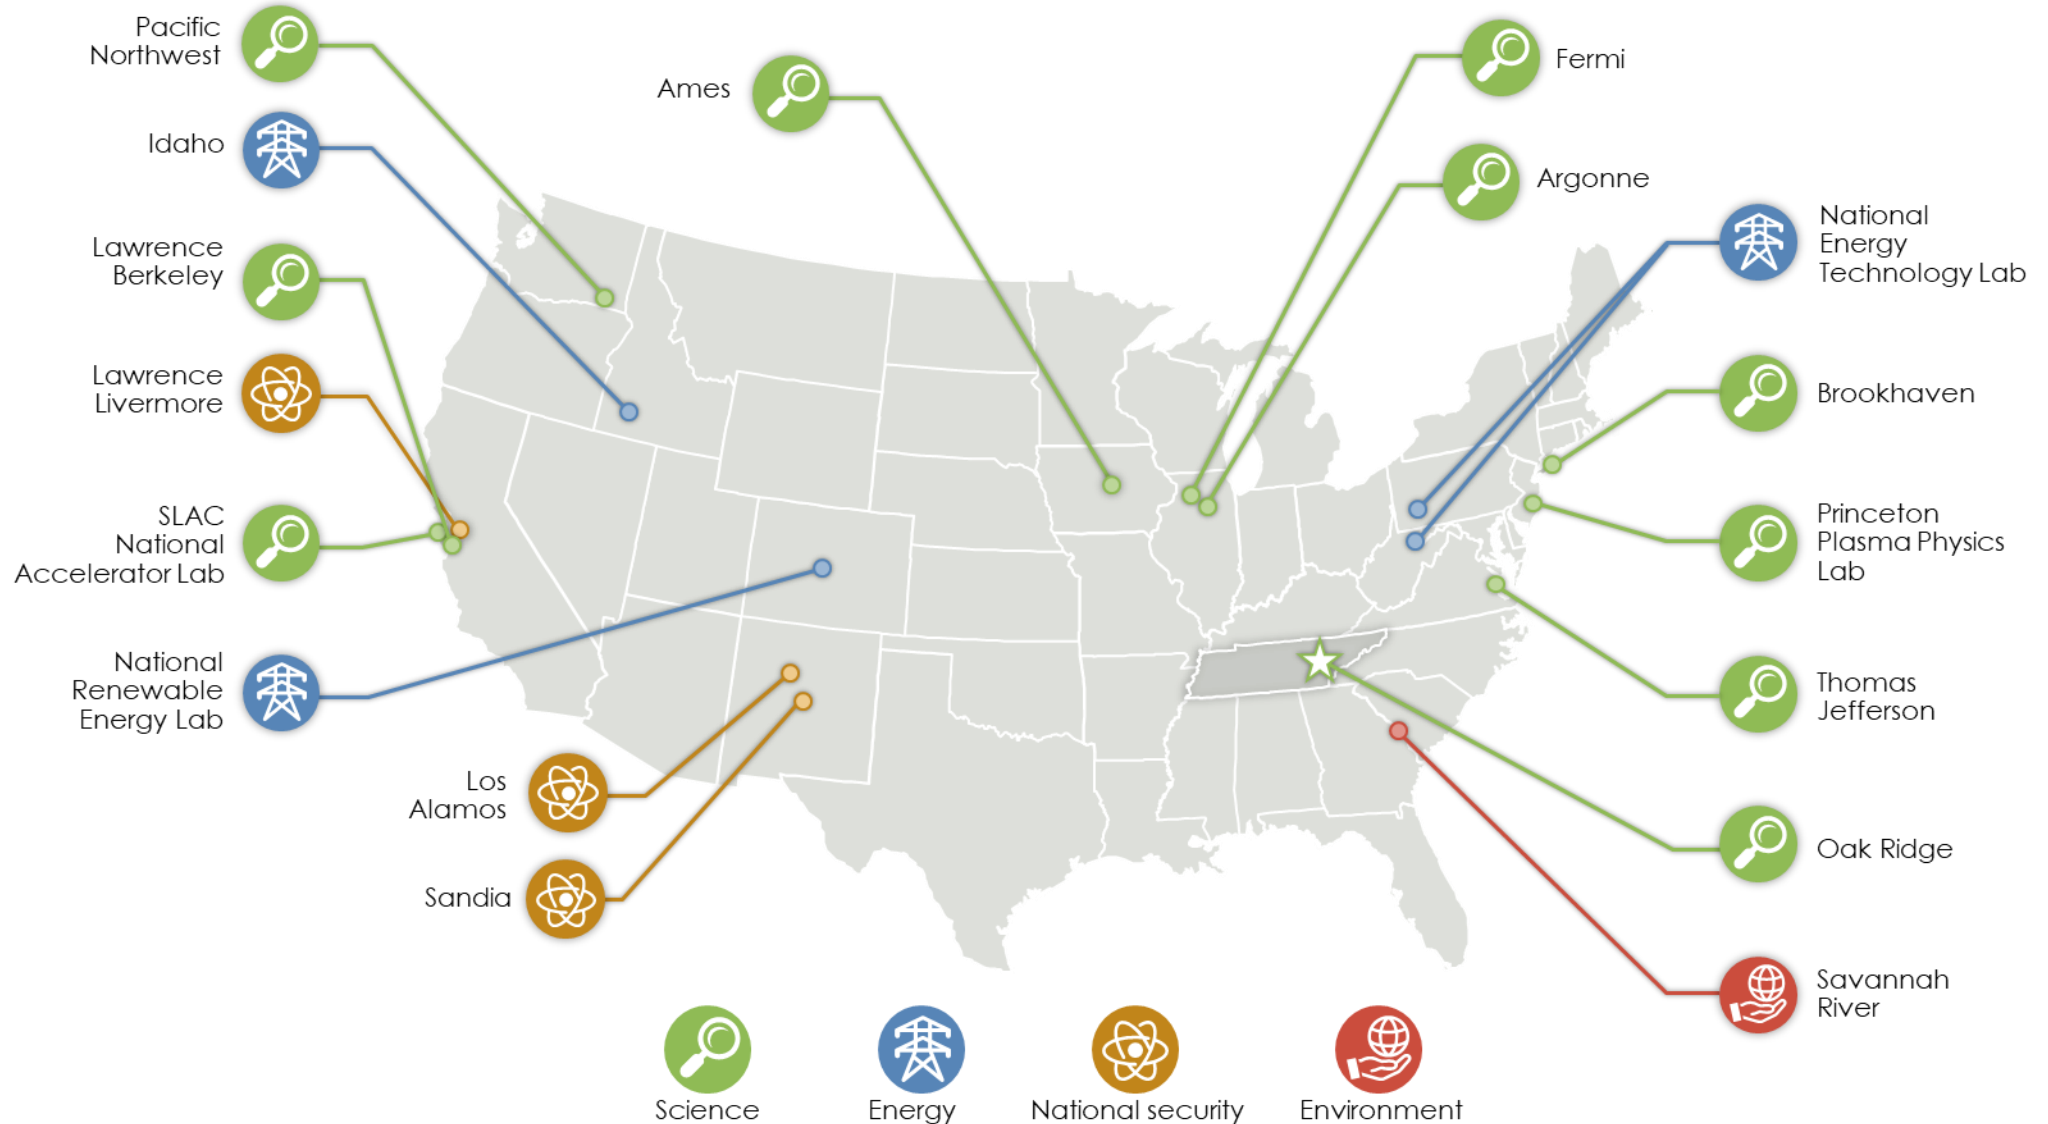 Pacific
Northwest
Idaho
Lawrence
Berkeley
Lawrence
Livermore
SLAC
National
Accelerator Lab
National
Renewable
Energy Lab
Los
Alamos
Sandia
Ames
Fermi
Argonne
National
Energy
Technology Lab
Brookhaven
Princeton
Plasma Physics
Lab
Thomas
Jefferson
Oak Ridge
Savannah
River
Science
Energy
National security
Environment